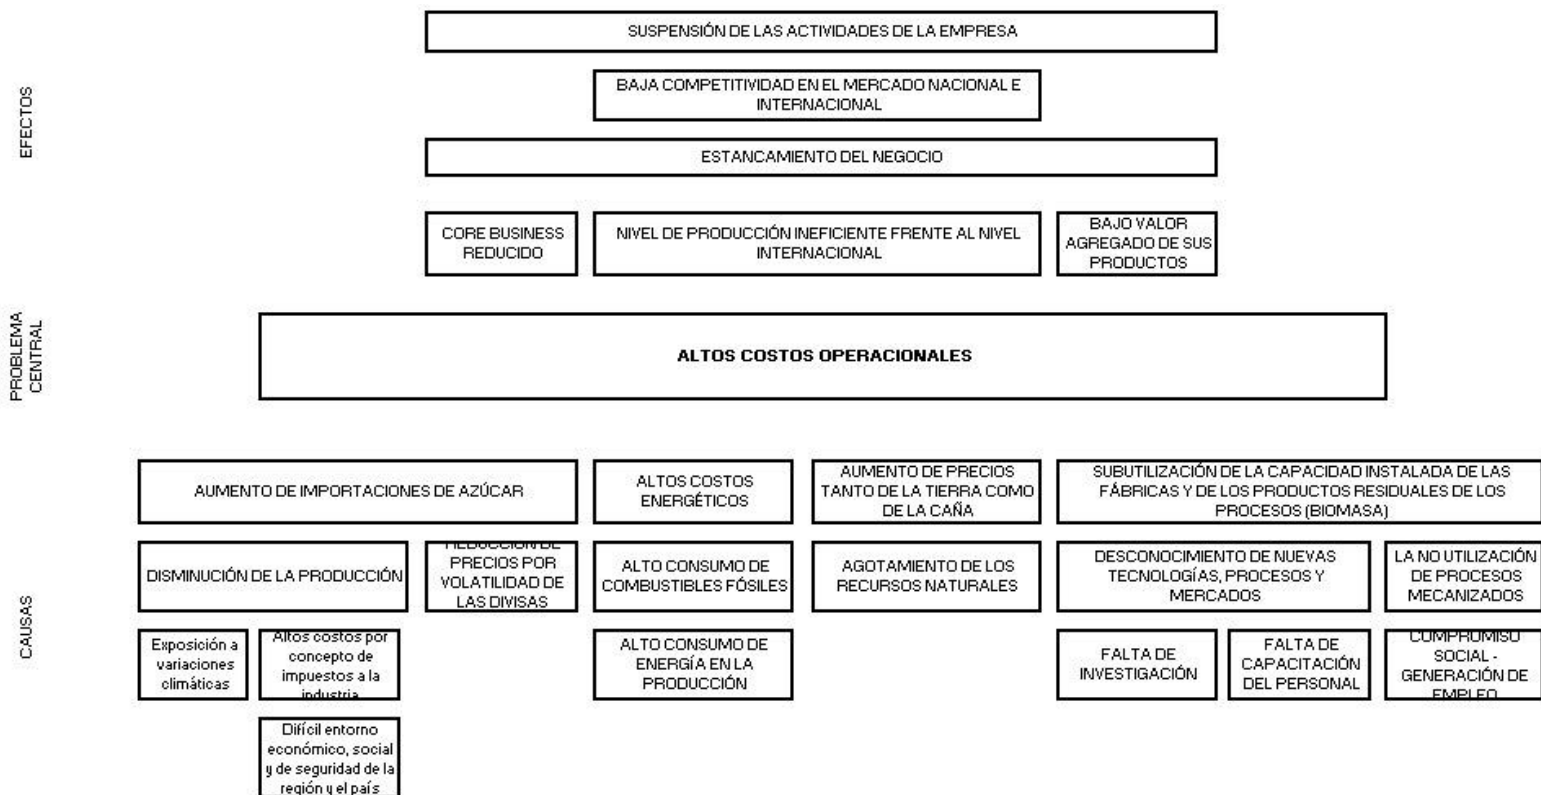 EFECTOS
SUSPENSIÓN DE LAS ACTIVIDADES DE LA EMPRESA
BAJA COMPETITIVIDAD EN EL MERCADO NACIONAL E
INTERNACIONAL
ESTANCAMIENTO DEL NEGOCIO
CORE BUSINESS
REDUCIDO
NIVEL DE PRODUCCIÓN INEFICIENTE FRENTE AL NIVEL
INTERNACIONAL
BAJO VALOR
AGREGADO DE SUS
PRODUCTOS
PROBLEMA
CENTRAL
ALTOS COSTOS OPERACIONALES
CAUSAS
AUMENTO DE IMPORTACIONES DE AZÚCAR
ALTOS COSTOS
ENERGÉTICOS
AUMENTO DE PRECIOS
TANTO DE LA TIERRA COMO
DE LA CAÑA
SUBUTILIZACIÓN DE LA CAPACIDAD INSTALADA DE LAS
FÁBRICAS Y DE LOS PRODUCTOS RESIDUALES DE LOS
PROCESOS (BIOMASA)
DISMINUCIÓN DE LA PRODUCCIÓN
REDUCCIÓN DE
PRECIOS POR
VOLATILIDAD DE
LAS DIVISAS
ALTO CONSUMO DE
COMBUSTIBLES FÓSILES
AGOTAMIENTO DE LOS
RECURSOS NATURALES
DESCONOCIMIENTO DE NUEVAS
TECNOLOGÍAS, PROCESOS Y
MERCADOS
LA NO UTILIZACIÓN
DE PROCESOS
MECANIZADOS
Exposición a
variaciones
climáticas
Altos costos por
concepto de
impuestos a la
industria
ALTO CONSUMO DE
ENERGÍA EN LA
PRODUCCIÓN
FALTA DE
INVESTIGACIÓN
FALTA DE
CAPACITACIÓN
DEL PERSONAL
COMPROMISO
SOCIAL -
GENERACIÓN DE
EMPLEO
Difícil entorno
económico, social
y de seguridad de la
región y el país